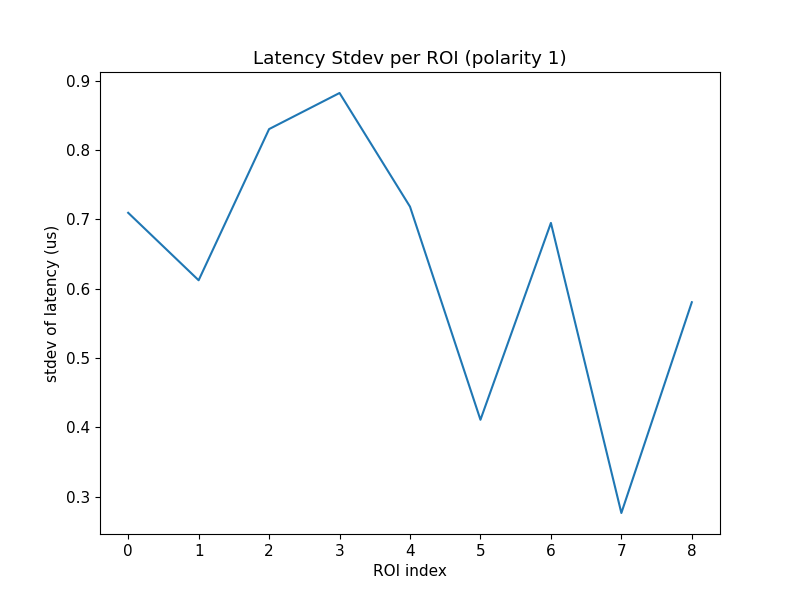 Latency Stdev per ROI (polarity 1)
stdev of latency (us)
0.9
0.8
0.7
0.6
0.5
0.4
0.3
0 1 2 3 4 5 6 7 8
ROI index